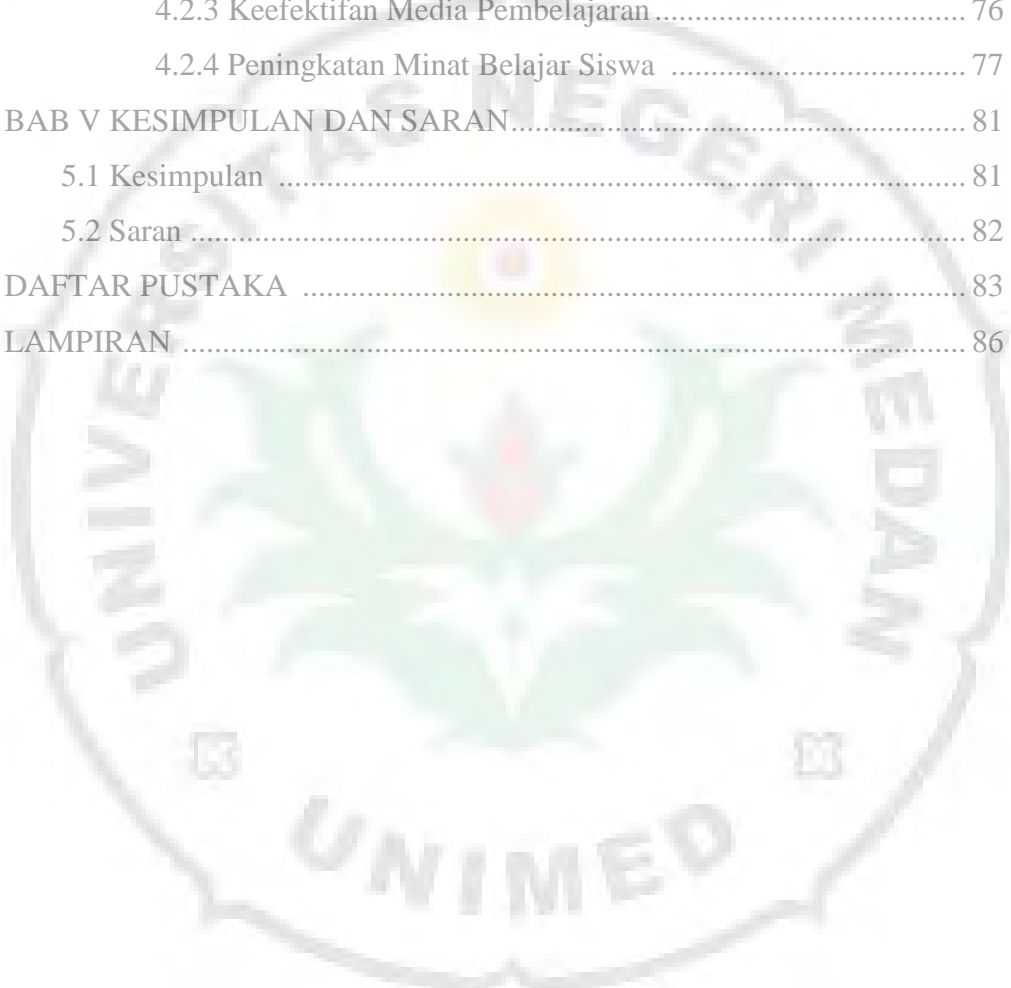 4.2.3 Keefektifan Media Pembelajaran ........................................ 76
4.2.4 Peningkatan Minat Belajar Siswa ...................................... 77
BAB V KESIMPULAN DAN SARAN .......................................................... 81
5.1 Kesimpulan ........................................................................................ 81
5.2 Saran ................................................................................................... 82
DAFTAR PUSTAKA ..................................................................................... 83
LAMPIRAN .................................................................................................... 86
UNIVERSITAS NEGERI MEDAN
UNIMED